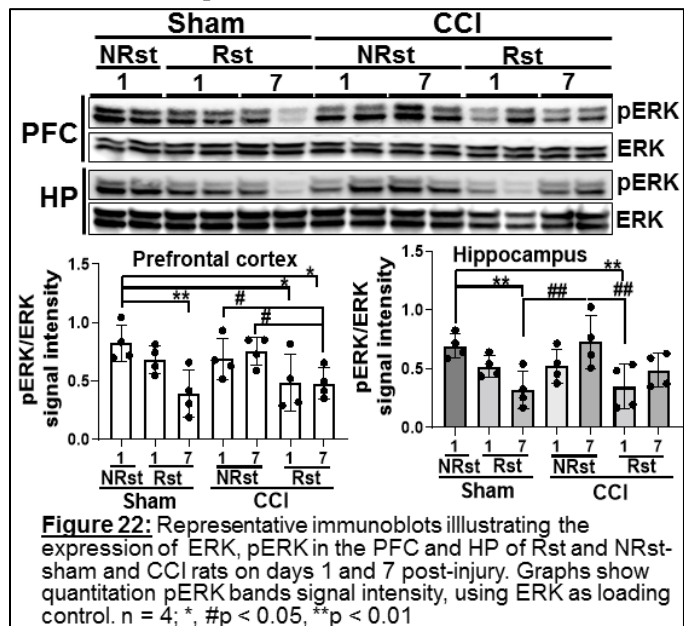 Sham CCI
NRst Rst NRst Rst
1 1 7 1 7 1 7
PFC
pERK
ERK
HP
pERK
ERK
Prefrontal cortex
pERK/ERK
signal intensity
1.5
1.0
0.5
0.0
** * * # #
1 1 7 1 7 1 7
NRst Rst NRst Rst
Sham CCI
Hippocampus
pERK/ERK
signal intensity
1.5
1.0
0.5
0.0
** ** ## ##
1 1 7 1 7 1 7
NRst Rst NRst Rst
Sham CCI
Figure 22: Representative immunoblots illlustrating the
expression of ERK, pERK in the PFC and HP of Rst and NRst-
sham and CCI rats on days 1 and 7 post-injury. Graphs show
quantitation pERK bands signal intensity, using ERK as loading
control. n = 4; *, #p < 0.05, **p < 0.01